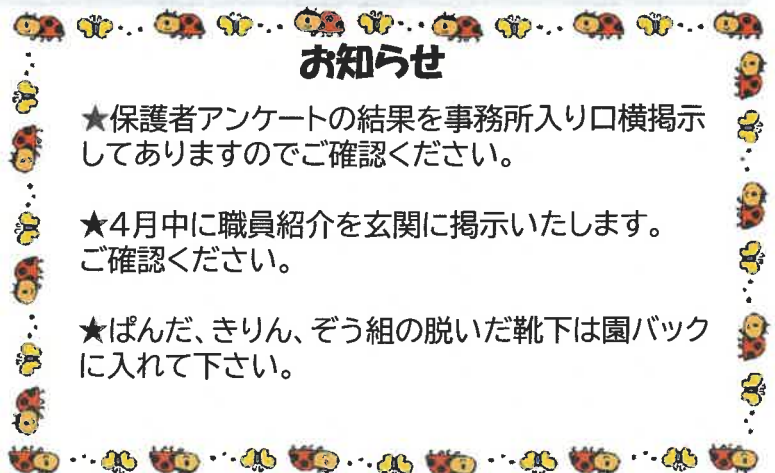 お知らせ
★保護者アンケートの結果を事務所入り口横掲示
してありますのでご確認ください。
★4月中に職員紹介を玄関に掲示いたします。
ご確認ください。
★ぱんだ、きりん、ぞう組の脱いだ靴下は園バック
に入れて下さい。